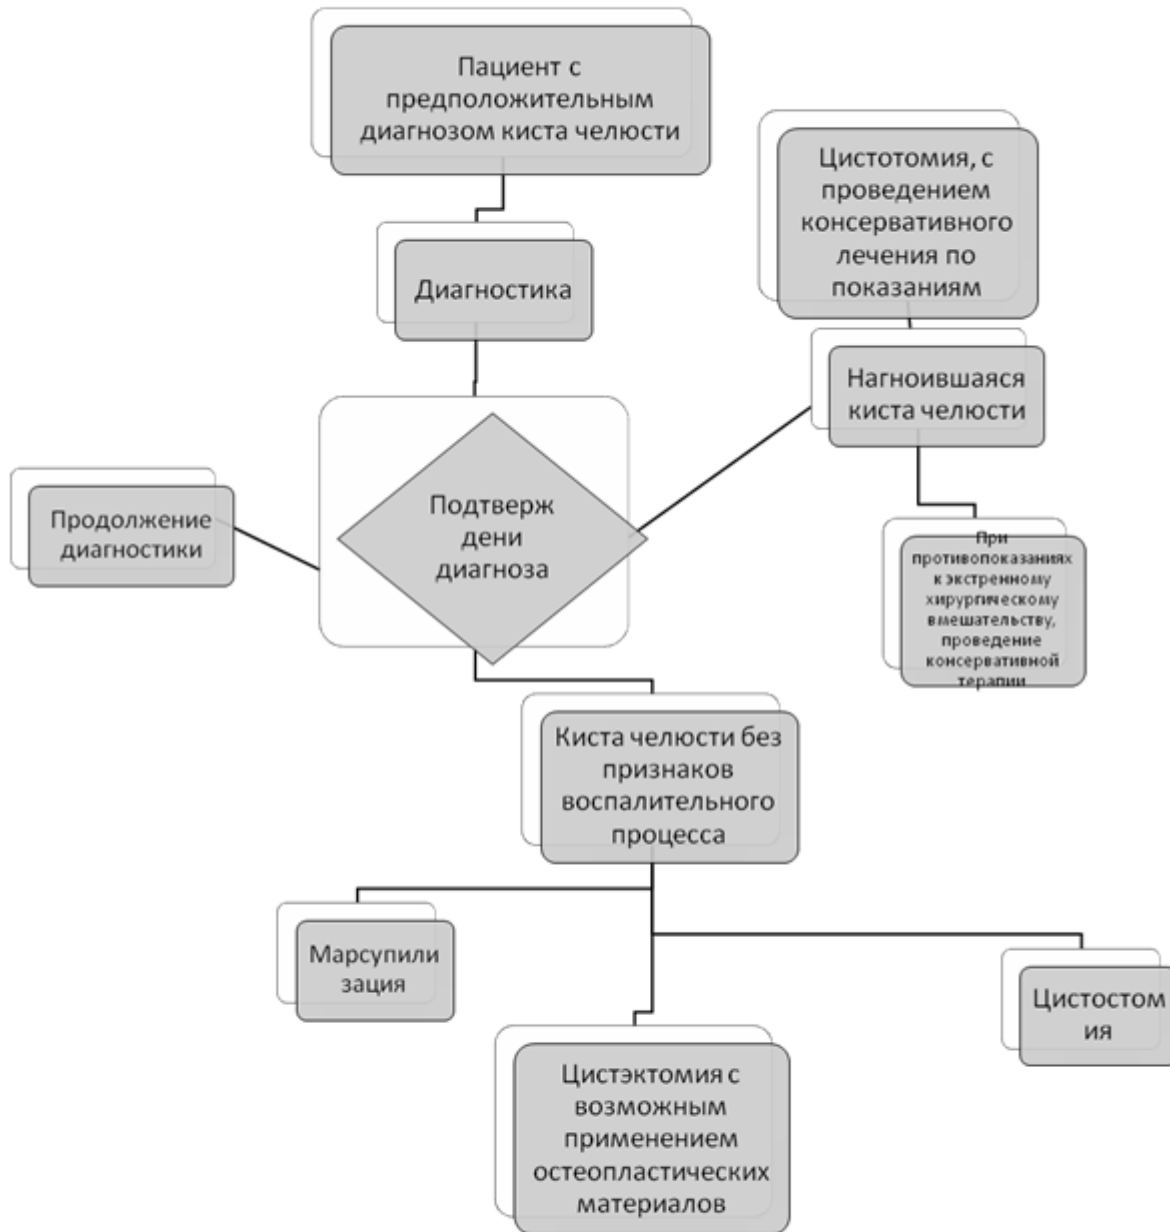 Пациент с
предположительным
диагнозом киста челюсти
Цистотомия, с
проведением
консервативного
лечения по
показаниям
Диагностика
Нагноившаяся
киста челюсти
Подтверж
дени
диагноза
Продолжение
диагностики
При
противопоказаниях
к экстренному
хирургическому
вмешательству,
проведение
консервативной
терапии
Киста челюсти без
признаков
воспалительного
процесса
Марсупили
зация
Цистостом
ия
Цистэктомия с
возможным
применением
остеопластических
материалов